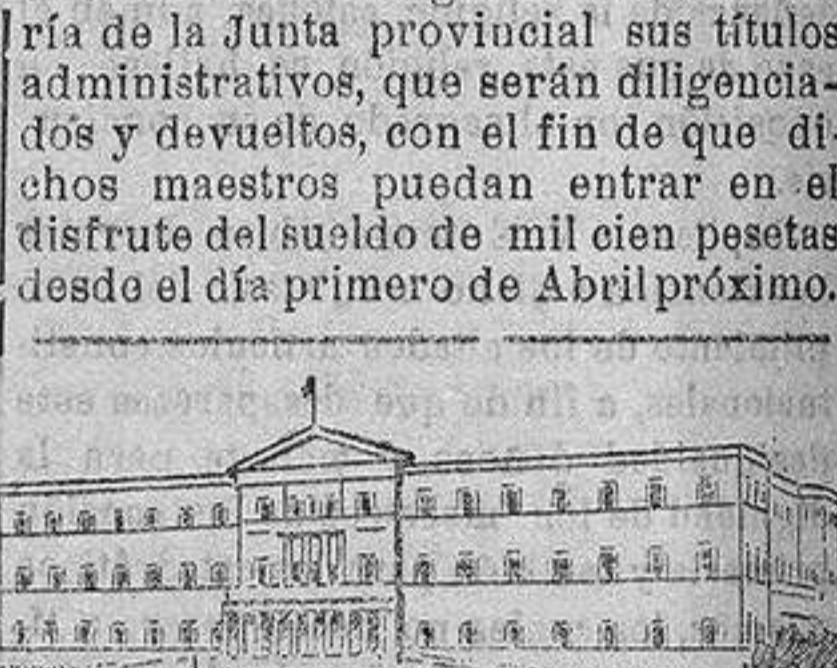 ría de la Junta provincial sus títulos
administrativos, que serán diligencia-
dos y devueltos, con el fin de que di-
chos maestros puedan entrar en el
disfrute del sueldo de mil cien pesetas
desde el día primero de Abril próximo.